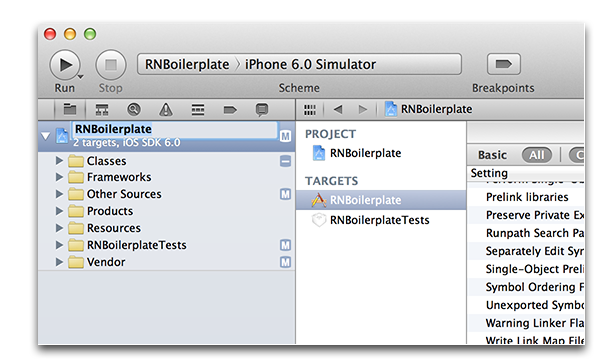 RNBoilerplate 〉 iPhone 6.0 Simulator
Run
Stop
Scheme
Breakpoints
RNBoilerplate
RNBoilerplate
2 targets, iOS SDK 6.0
M
Classes
Frameworks
Other Sources
M
Products
Resources
RNBoilerplateTests
M
Vendor
M
PROJECT
RNBoilerplate
TARGETS
RNBoilerplate
RNBoilerplateTests
Basic
All
Setting
Prelink libraries
Preserve Private Ex
Runpath Search Pa
Separately Edit Sym
Single-Object Preli
Symbol Ordering F
Unexported Symbo
Warning Linker Fla
Write Link Map File